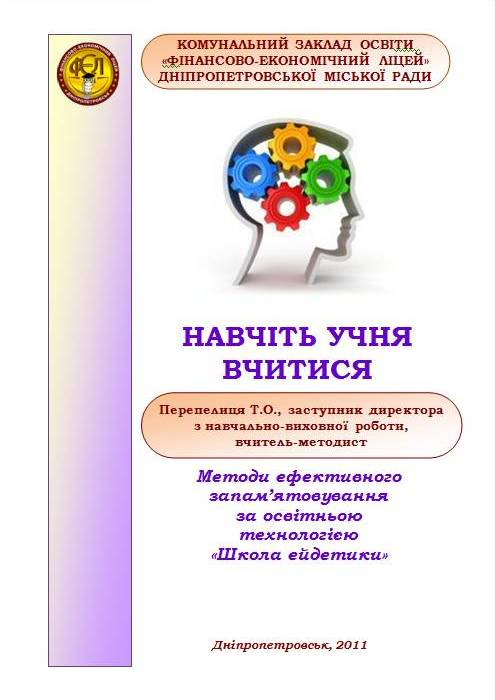 КОМУНАЛЬНИЙ ЗАКЛАД ОСВІТИ
«ФІНАНСОВО-ЕКОНОМІЧНИЙ ЛІЦЕЙ»
ДНІПРОПЕТРОВСЬКОЇ МІСЬКОЇ РАДИ
ФЕЛ
НАВЧІТЬ УЧНЯ
ВЧИТИСЯ
Перепелиця Т.О., заступник директора
з навчально-виховної роботи,
вчитель-методист
Методи ефективного
запам’ятовування
за освітньою
технологією
«Школа ейдетики»
Дніпропетровськ, 2011